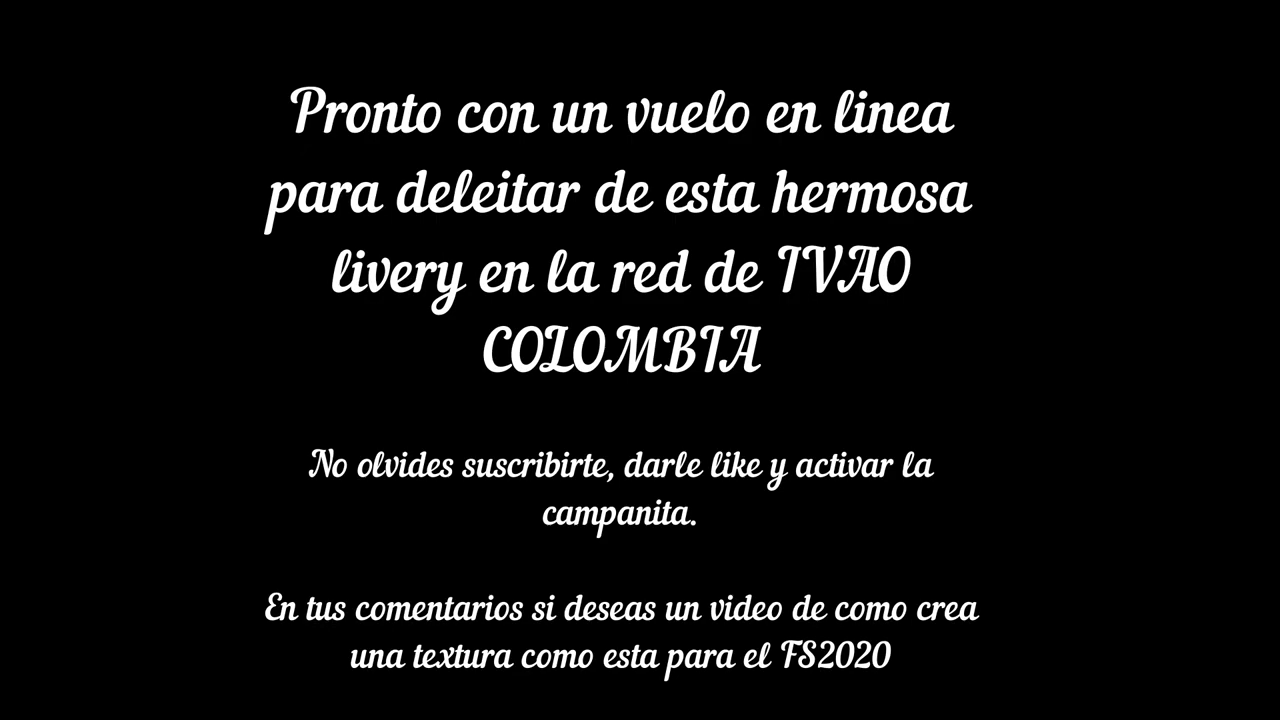 Pronto con un vuelo en linea
para deleitar de esta hermosa
livery en la red de IVAO
COLOMBIA
No olvides suscribirte, darle like y activar la
campanita.
En tus comentarios si deseas un video de como crea
una textura como esta para el FS2020